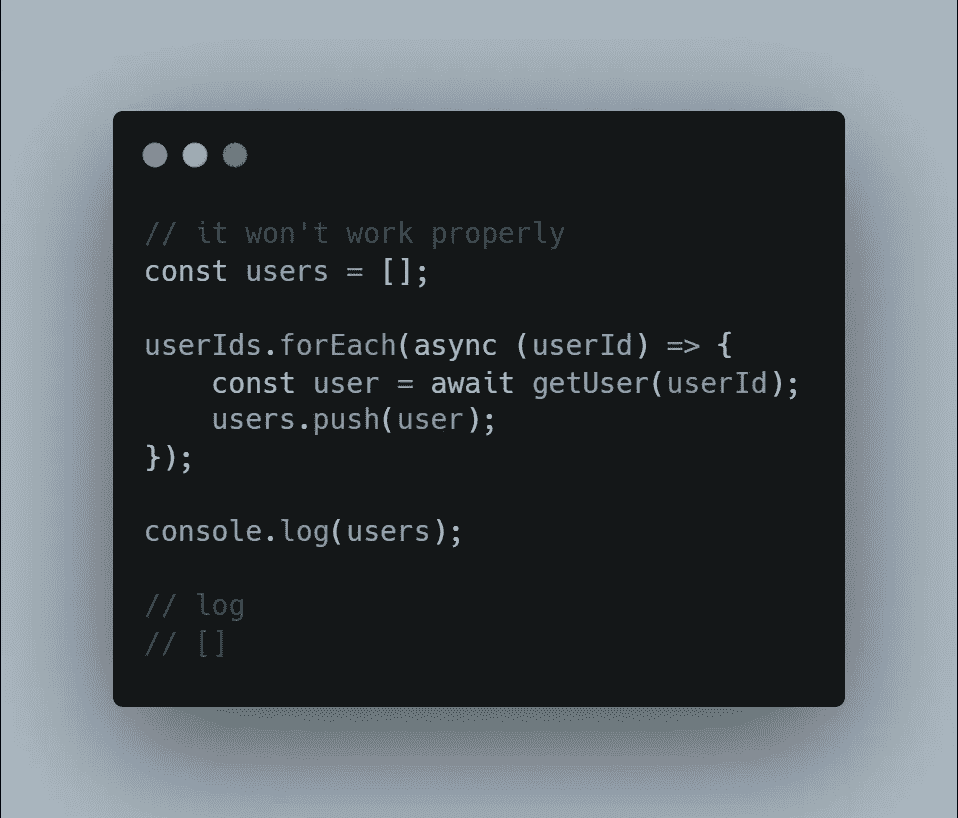 // it won't work properly
const users = [];
userIds.forEach(async (userId) => {
    const user = await getUser(userId);
    users.push(user);
});
console.log(users);
// log
// []